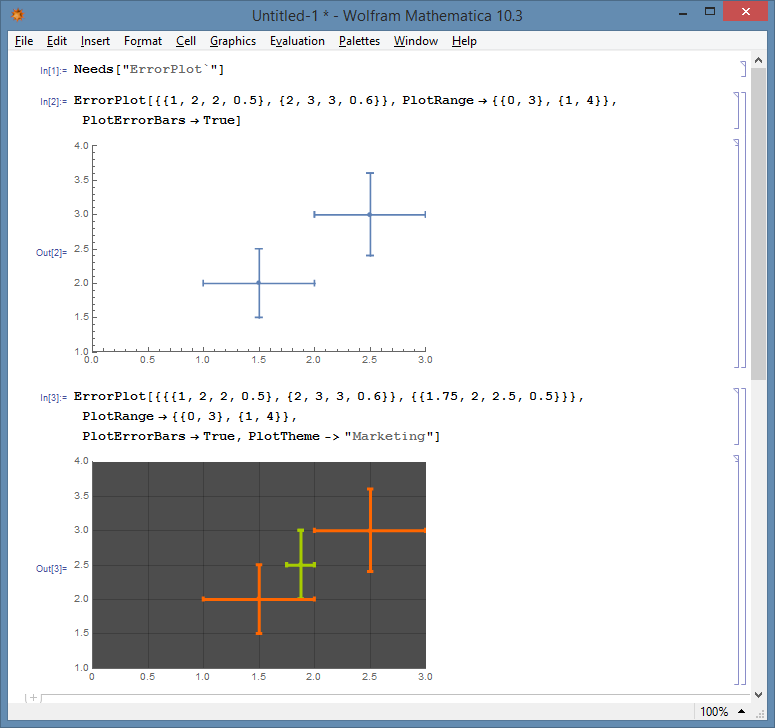 Untitled-1 * - Wolfram Mathematica 10.3
File Edit Insert Format Cell Graphics Evaluation Palettes Window Help
In[1]:= Needs["ErrorPlot`"]
In[2]:= ErrorPlot[{{1, 2, 2, 0.5}, {2, 3, 3, 0.6}}, PlotRange → {{0, 3}, {1, 4}},
PlotErrorBars → True]
4.0
3.5
3.0
Out[2]= 2.5
2.0
1.5
1.0
0.0 0.5 1.0 1.5 2.0 2.5 3.0
In[3]:= ErrorPlot[{{{1, 2, 2, 0.5}, {2, 3, 3, 0.6}}, {{1.75, 2, 2.5, 0.5}}},
PlotRange → {{0, 3}, {1, 4}},
PlotErrorBars → True, PlotTheme -> "Marketing"]
4.0
3.5
3.0
Out[3]= 2.5
2.0
1.5
1.0
0 0.5 1.0 1.5 2.0 2.5 3.0
100%